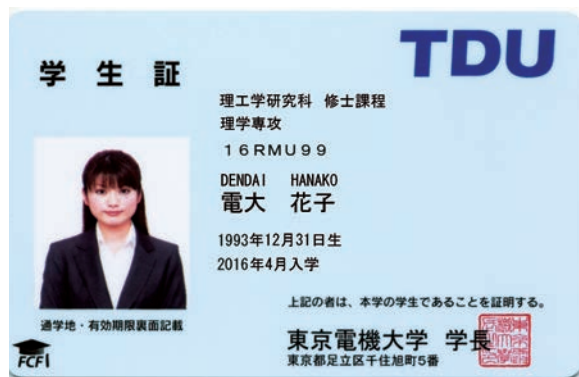 TDU
学生証
理工学研究科 修士課程
理学専攻
16RMU99
DENDAI HANAKO
電大 花子
1993年12月31日生
2016年4月入学
上記の者は、本学の学生であることを証明する。
通学地・有効期限裏面記載
東京電機大学 学長
東京都足立区千住旭町5番
FCF